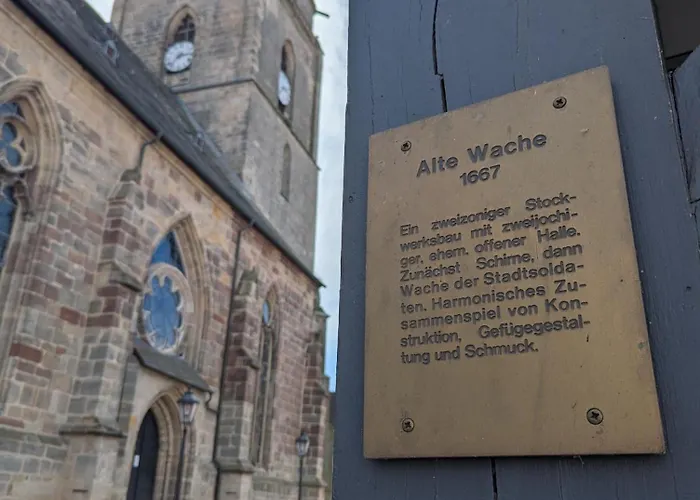 Alte Wache
1667
Ein zweizoniger Stock-
werksbau mit zweijochi-
ger, ehem. offener Halle.
Zunächst Schirne, dann
Wache der Stadtsolda-
ten. Harmonisches Zu-
sammenspiel von Kon-
struktion, Gefügegestal-
tung und Schmuck.